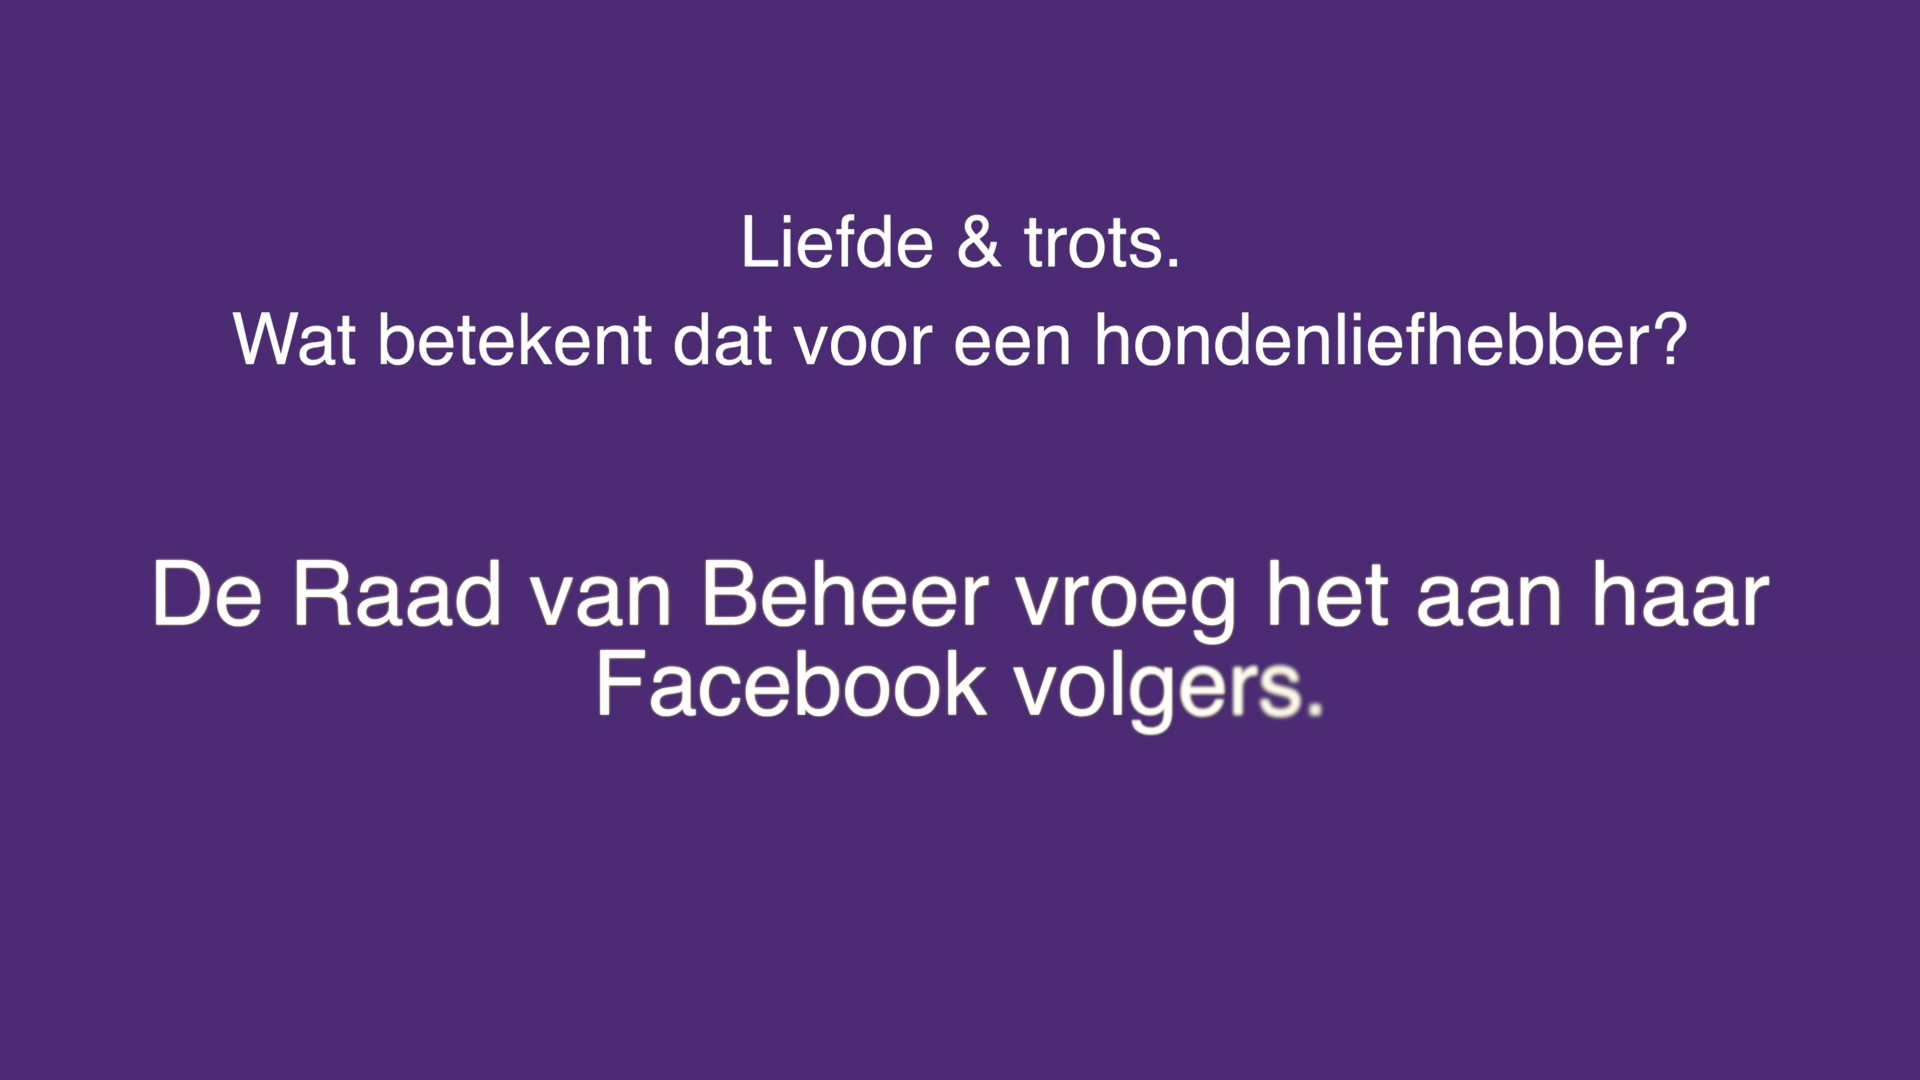 Liefde & trots.
Wat betekent dat voor een hondenliefhebber?
De Raad van Beheer vroeg het aan haar
Facebook volgers.